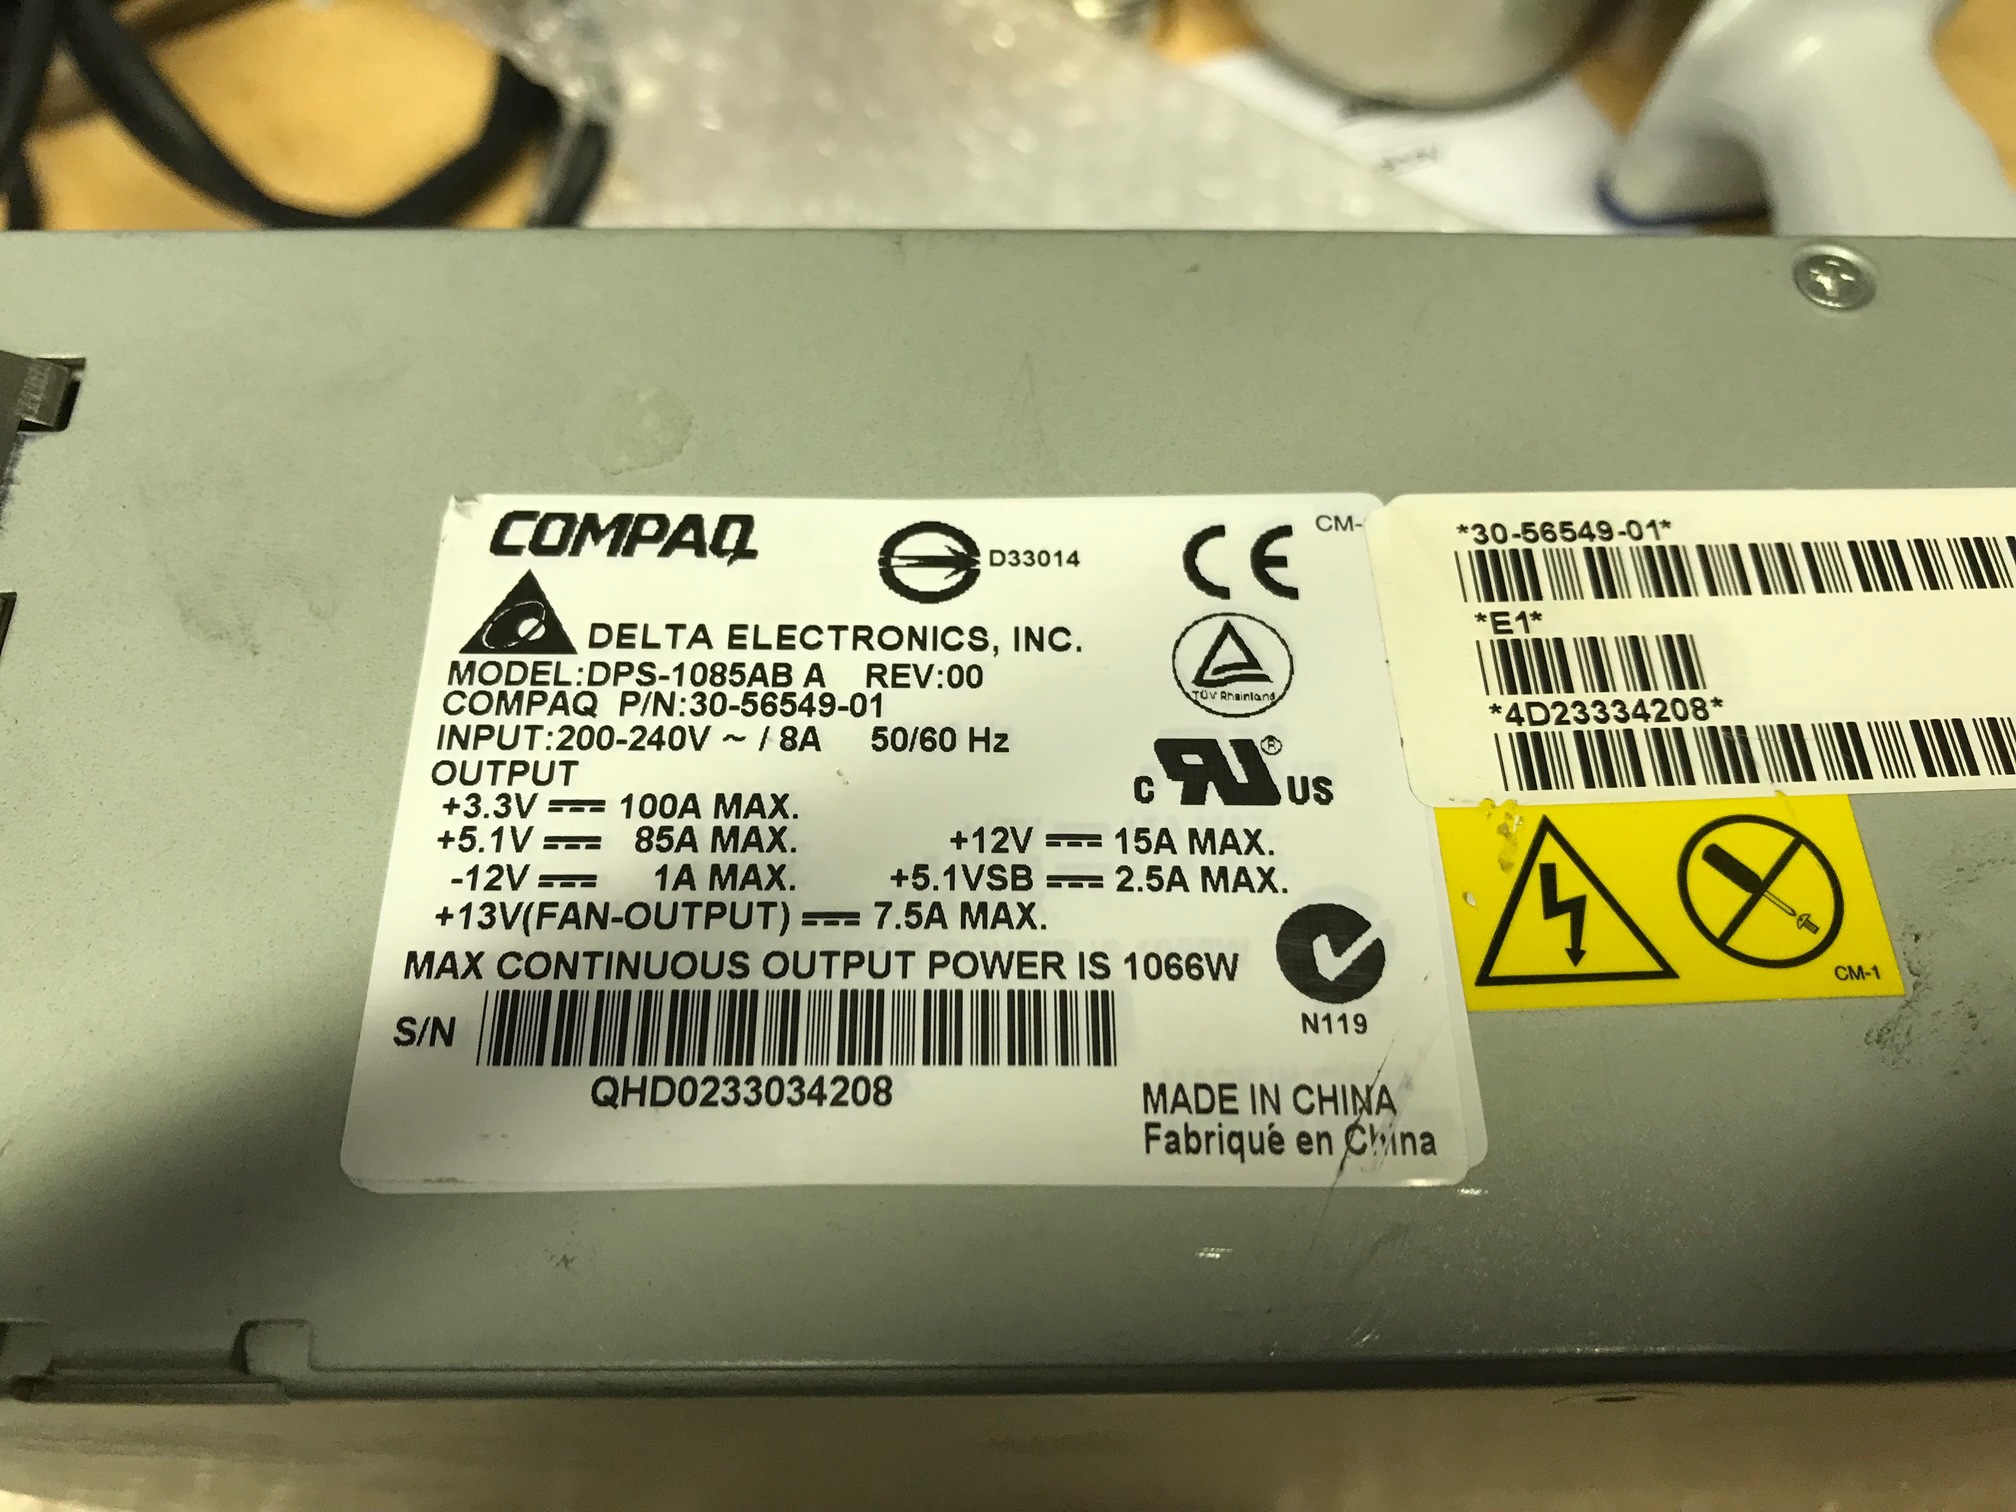 COMPAQ
D33014
CM-
DELTA ELECTRONICS, INC.
MODEL:DPS-1085AB A REV:00
TÜV Rheinland
COMPAQ P/N:30-56549-01
INPUT:200-240V ~ / 8A 50/60 Hz
OUTPUT
C ® US
+3.3V 100A MAX.
+5.1V 85A MAX. +12V 15A MAX.
-12V 1A MAX. +5.1VSB 2.5A MAX.
+13V(FAN-OUTPUT) 7.5A MAX.
MAX CONTINUOUS OUTPUT POWER IS 1066W
N119
S/N
QHD0233034208
MADE IN CHINA
Fabriqué en China
*30-56549-01*
*E1*
*4D23334208*
CM-1